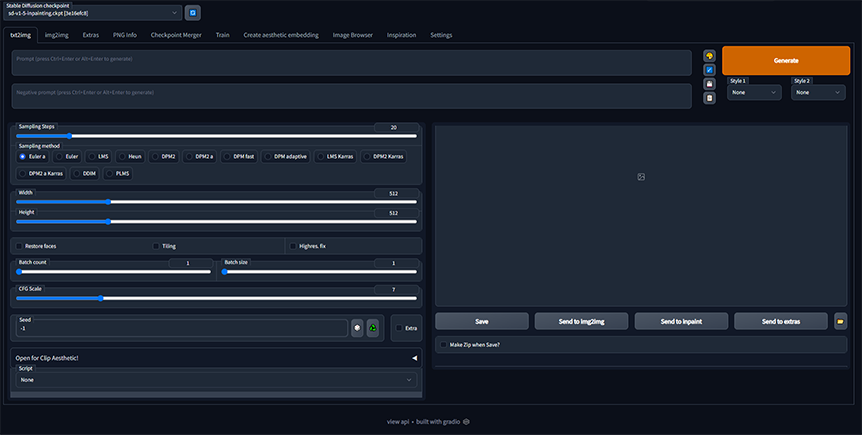 Stable Diffusion checkpoint
sd-v1-5-inpainting.ckpt [3e16efc8]
txt2img img2img Extras PNG Info Checkpoint Merger Train Create aesthetic embedding Image Browser Inspiration Settings
Prompt (press Ctrl+Enter or Alt+Enter to generate)
Generate
Negative prompt (press Ctrl+Enter or Alt+Enter to generate)
Style 1 Style 2
None None
Sampling Steps 20
Sampling method
Euler a Euler LMS Heun DPM2 DPM2 a DPM fast DPM adaptive LMS Karras DPM2 Karras
DPM2 a Karras DDIM PLMS
Width 512
Height 512
Restore faces Tiling Highres. fix
Batch count 1 Batch size 1
CFG Scale 7
Seed
-1
Extra
Open for Clip Aesthetic!
Script
None
Save Send to img2img Send to inpaint Send to extras
Make Zip when Save?
view api • built with gradio